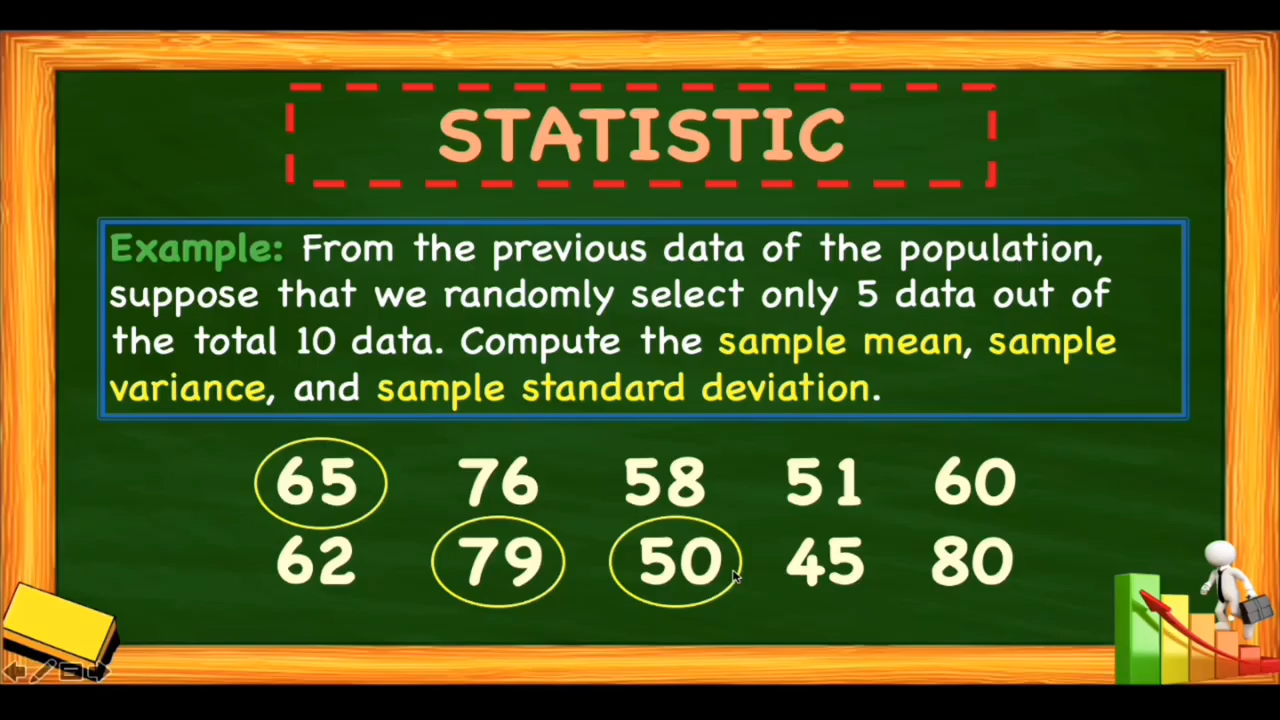 STATISTIC
Example: From the previous data of the population,
suppose that we randomly select only 5 data out of
the total 10 data. Compute the sample mean, sample
variance, and sample standard deviation.
65 76 58 51 60
62 79 50 45 80